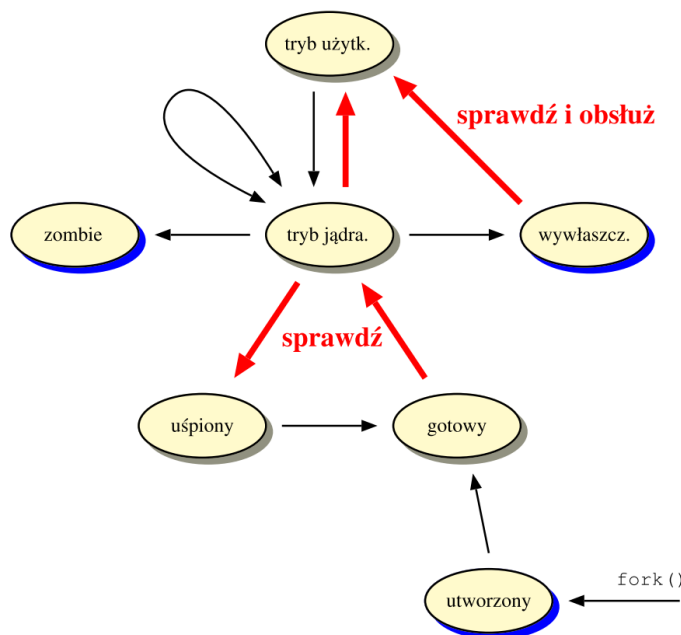 tryb użytk.
sprawdź i obsłuż
zombie
tryb jądra.
wywłaszcz.
sprawdź
uśpiony
gotowy
fork()
utworzony